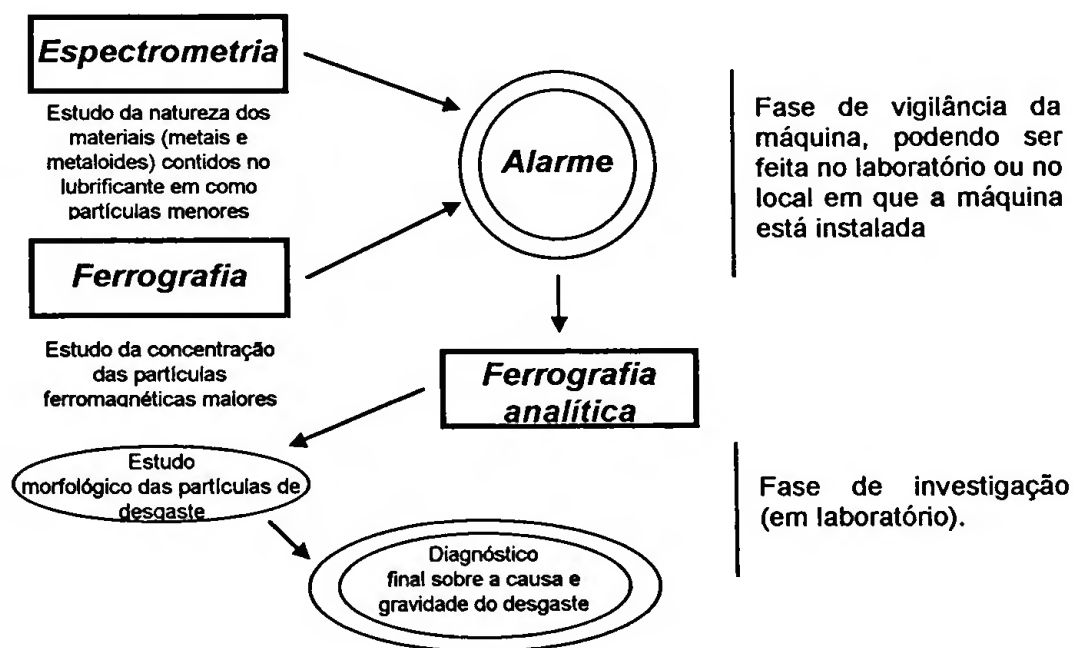 Espectrometria
Estudo da natureza dos
materiais (metais e
metaloides) contidos no
lubrificante em como
partículas menores
Alarme
Fase de vigilância da
máquina, podendo ser
feita no laboratório ou no
local em que a máquina
está instalada
Ferrografia
Estudo da concentração
das partículas
ferromagnéticas maiores
Ferrografia
analítica
Estudo
morfológico das partículas de
desgaste
Fase de investigação
(em laboratório).
Diagnóstico
final sobre a causa e
gravidade do desgaste